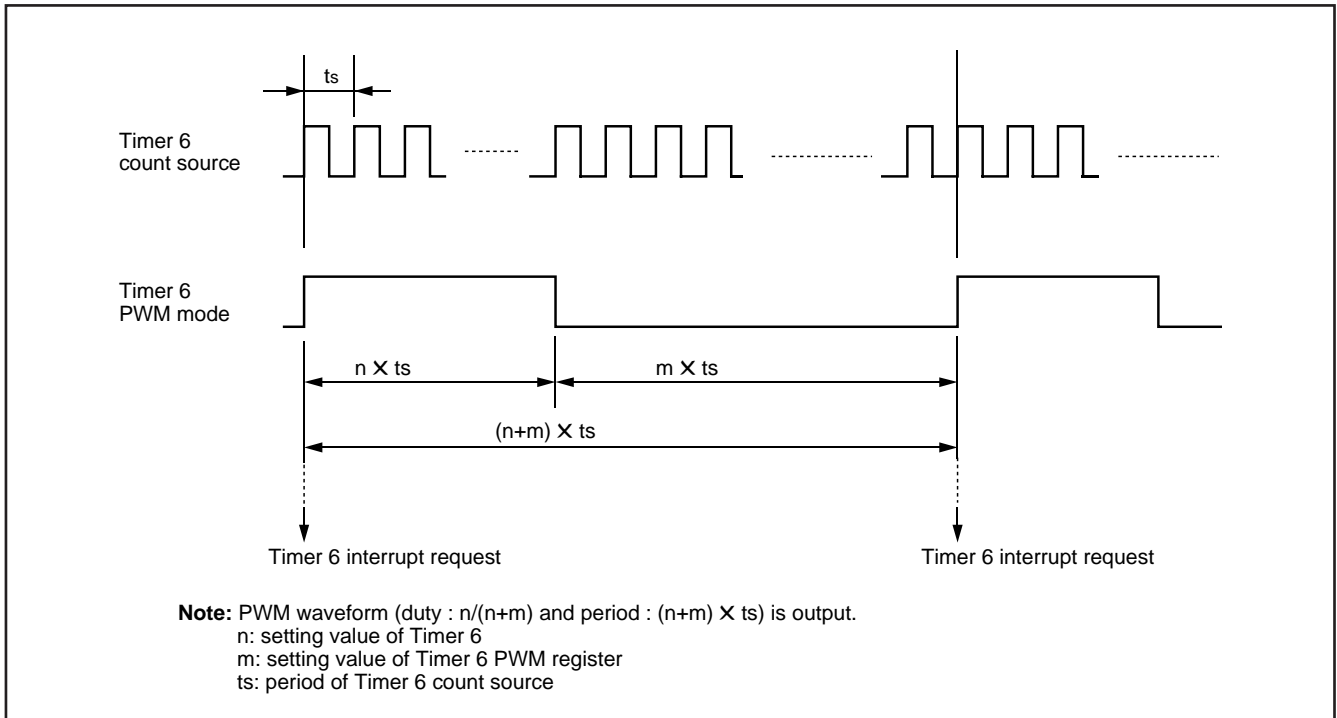 ts
Timer 6
count source
Timer 6
PWM mode
n X ts
m X ts
(n+m) X ts
Timer 6 interrupt request
Timer 6 interrupt request
Note: PWM waveform (duty : n/(n+m) and period : (n+m) X ts) is output.
n: setting value of Timer 6
m: setting value of Timer 6 PWM register
ts: period of Timer 6 count source